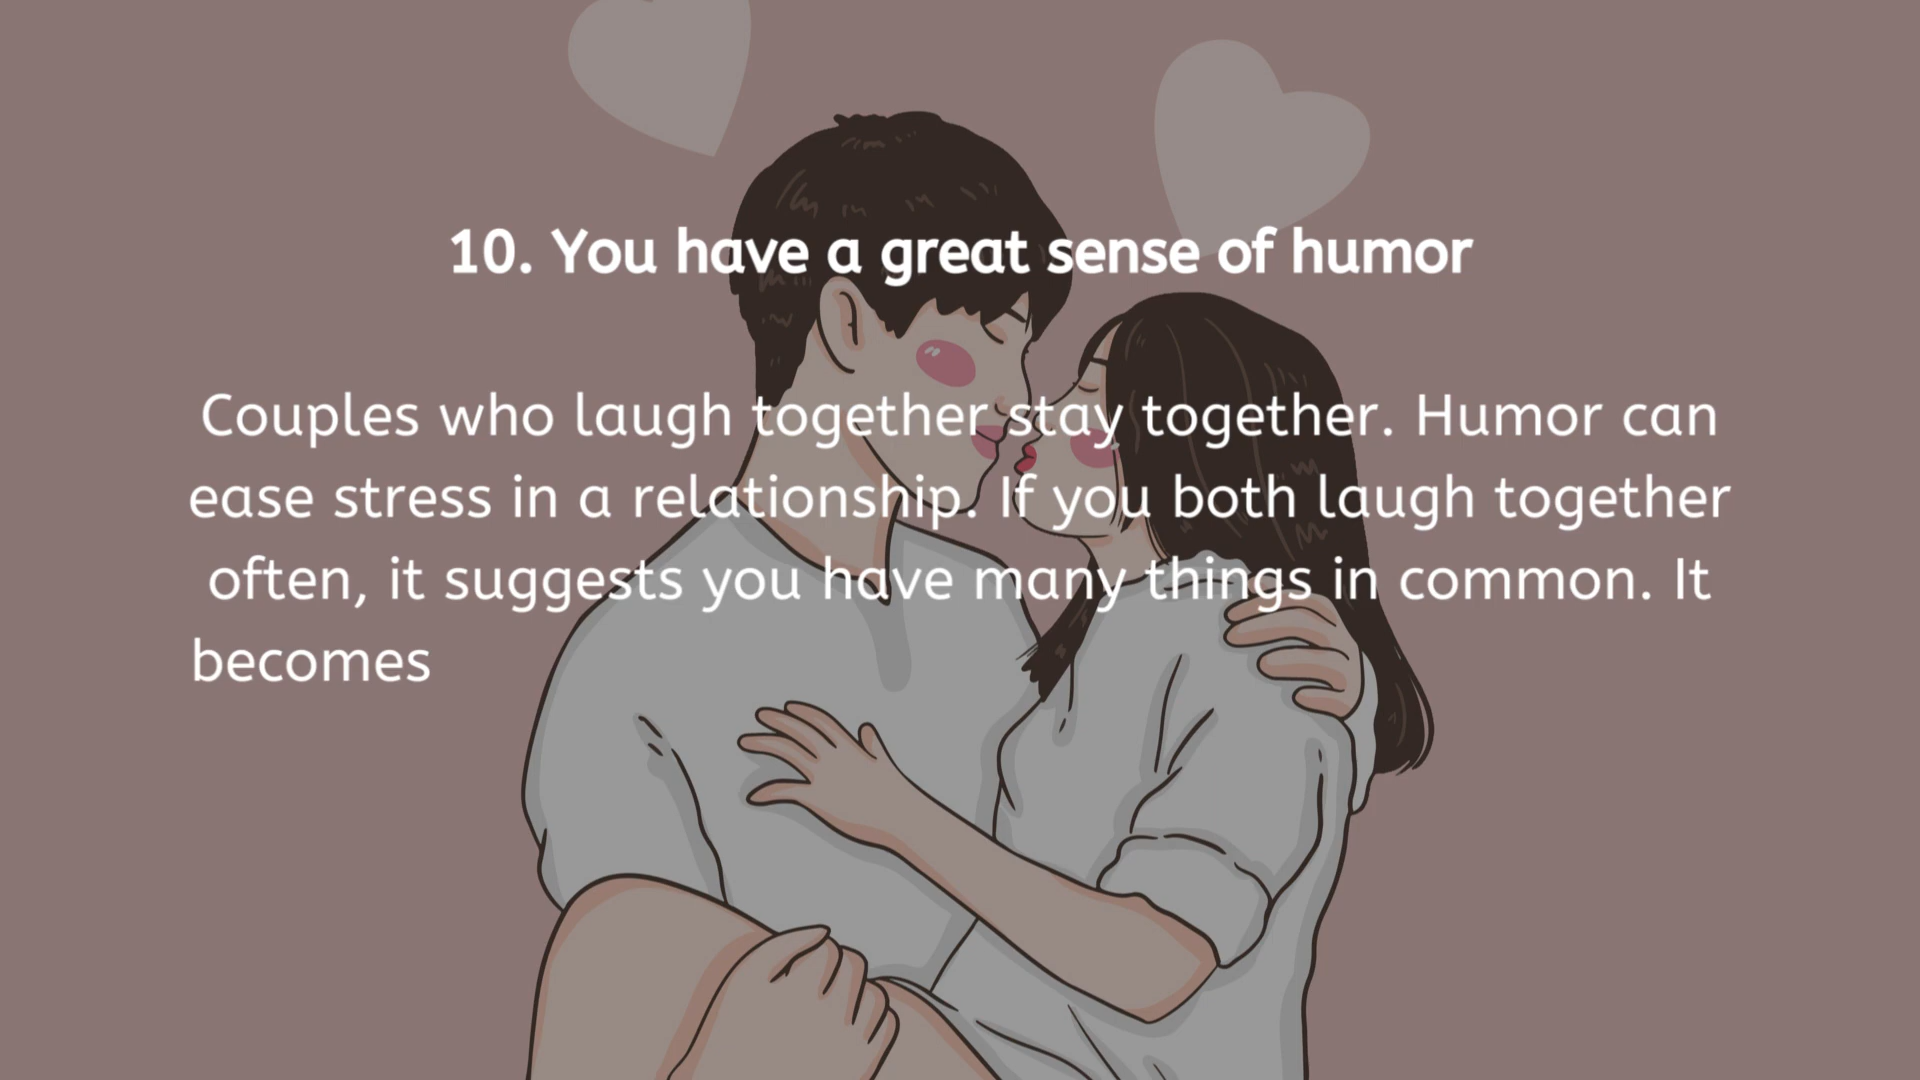 10. You have a great sense of humor
Couples who laugh together stay together. Humor can
ease stress in a relationship. If you both laugh together
often, it suggests you have many things in common. It
becomes